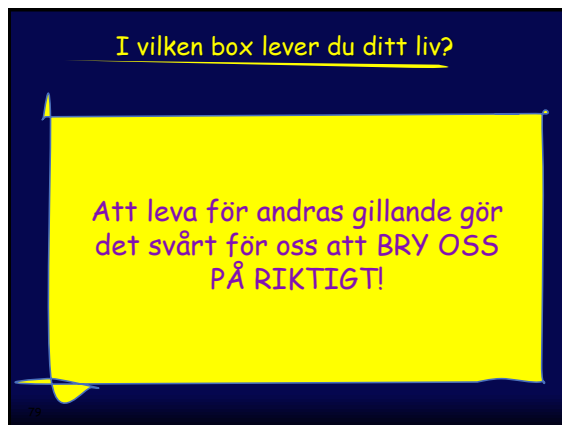 I vilken box lever du ditt liv?
Att leva för andras gillande gör
det svårt för oss att BRY OSS
PÅ RIKTIGT!